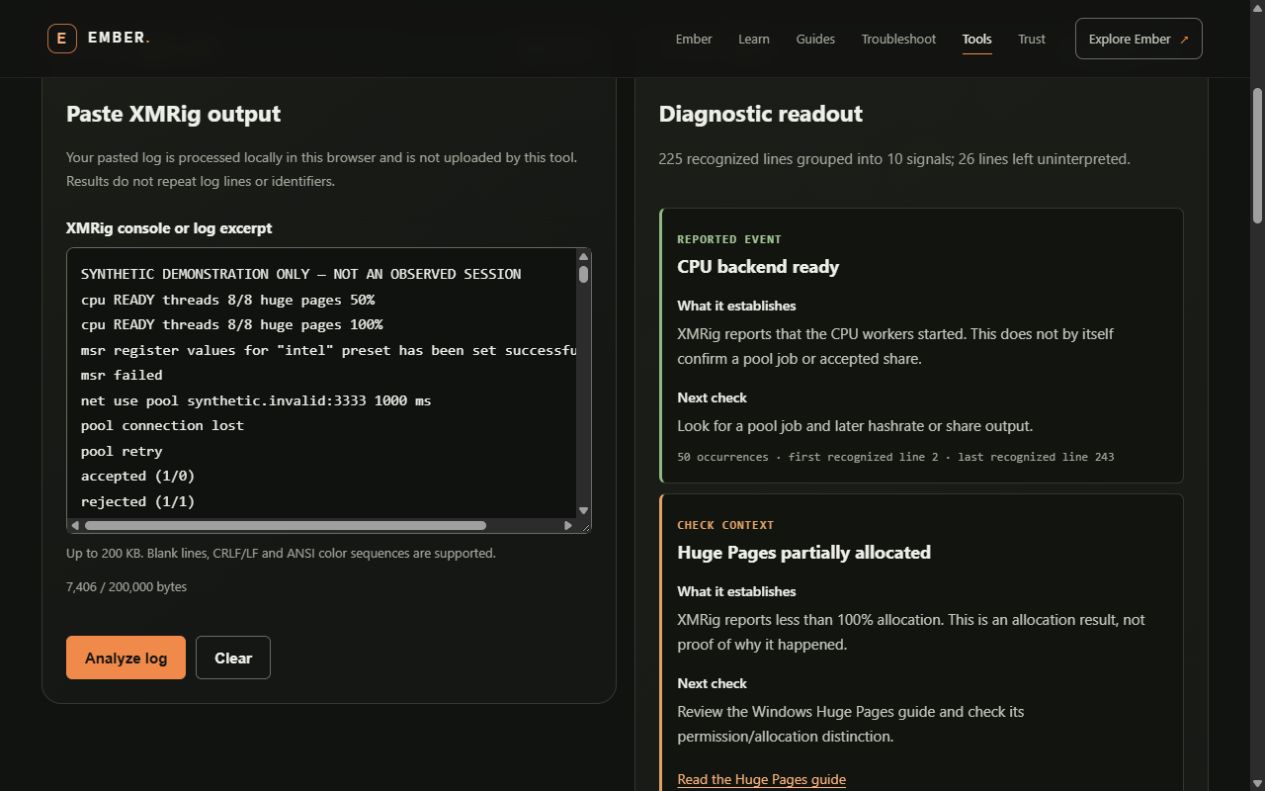 E EMBER.
Ember Learn Guides Troubleshoot Tools Trust Explore Ember ↗
Paste XMRig output
Your pasted log is processed locally in this browser and is not uploaded by this tool.
Results do not repeat log lines or identifiers.
XMRig console or log excerpt
SYNTHETIC DEMONSTRATION ONLY — NOT AN OBSERVED SESSION
cpu READY threads 8/8 huge pages 50%
cpu READY threads 8/8 huge pages 100%
msr register values for "intel" preset has been set successfu
msr failed
net use pool synthetic.invalid:3333 1000 ms
pool connection lost
pool retry
accepted (1/0)
rejected (1/1)
Up to 200 KB. Blank lines, CRLF/LF and ANSI color sequences are supported.
7,406 / 200,000 bytes
Analyze log Clear
Diagnostic readout
225 recognized lines grouped into 10 signals; 26 lines left uninterpreted.
REPORTED EVENT
CPU backend ready
What it establishes
XMRig reports that the CPU workers started. This does not by itself
confirm a pool job or accepted share.
Next check
Look for a pool job and later hashrate or share output.
50 occurrences · first recognized line 2 · last recognized line 243
CHECK CONTEXT
Huge Pages partially allocated
What it establishes
XMRig reports less than 100% allocation. This is an allocation result, not
proof of why it happened.
Next check
Review the Windows Huge Pages guide and check its
permission/allocation distinction.
Read the Huge Pages guide